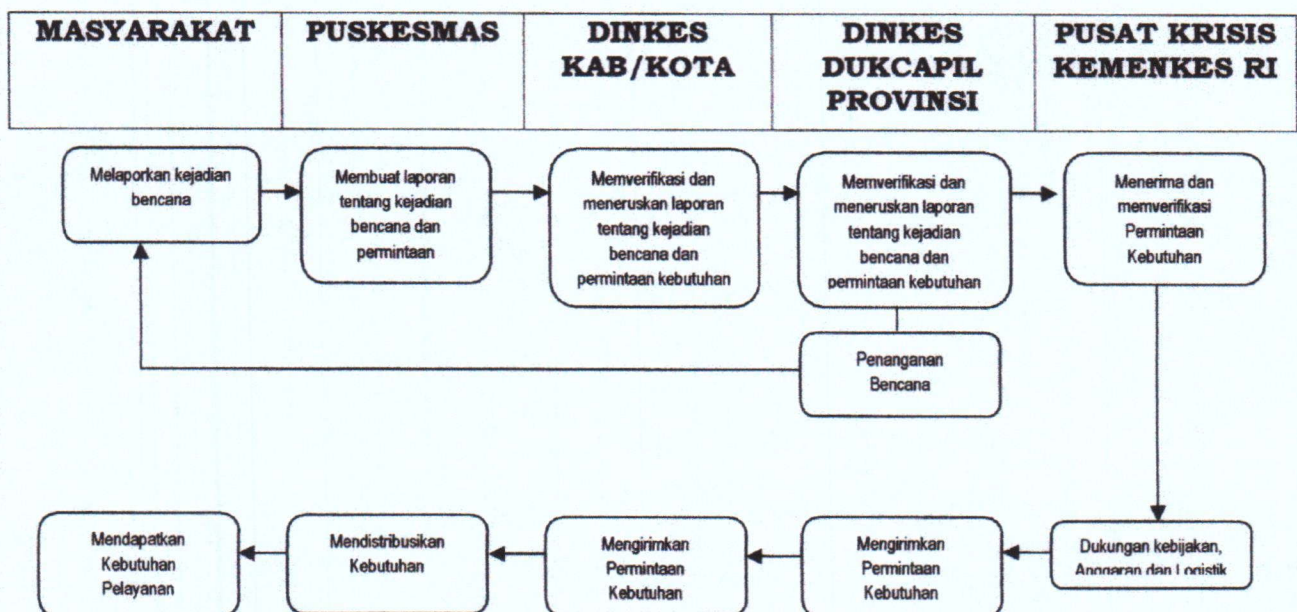 MASYARAKAT
PUSKESMAS
DINKES
KAB/KOTA
DINKES
DUKCAPIL
PROVINSI
PUSAT KRISIS
KEMENKES RI
Melaporkan kejadian
bencana
Membuat laporan
tentang kejadian
bencana dan
permintaan
Memverifikasi dan
meneruskan laporan
tentang kejadian
bencana dan
permintaan kebutuhan
Memverifikasi dan
meneruskan laporan
tentang kejadian
bencana dan
permintaan kebutuhan
Menerima dan
memverifikasi
Permintaan
Kebutuhan
Penanganan
Bencana
Mendapatkan
Kebutuhan
Pelayanan
Mendistribusikan
Kebutuhan
Mengirimkan
Permintaan
Kebutuhan
Mengirimkan
Permintaan
Kebutuhan
Dukungan kebijakan,
Anggaran dan Logistik